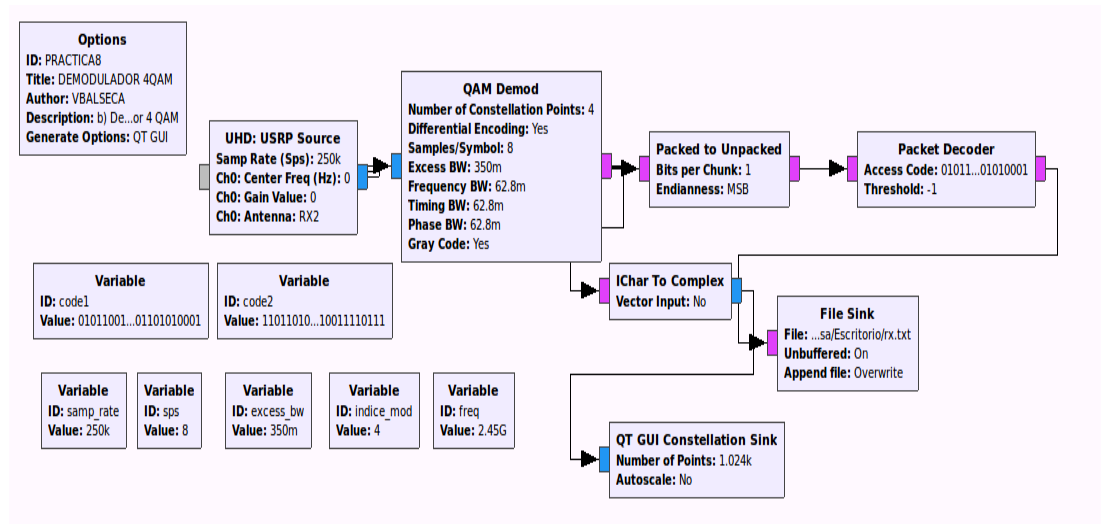 Options
ID: PRACTICA8
Title: DEMODULADOR 4QAM
Author: VBALSECA
Description: b) De...or 4 QAM
Generate Options: QT GUI
UHD: USRP Source
Samp Rate (Sps): 250k
Ch0: Center Freq (Hz): 0
Ch0: Gain Value: 0
Ch0: Antenna: RX2
QAM Demod
Number of Constellation Points: 4
Differential Encoding: Yes
Samples/Symbol: 8
Excess BW: 350m
Frequency BW: 62.8m
Timing BW: 62.8m
Phase BW: 62.8m
Gray Code: Yes
Packed to Unpacked
Bits per Chunk: 1
Endianness: MSB
Packet Decoder
Access Code: 01011...01010001
Threshold: -1
Variable
ID: code1
Value: 01011001...01101010001
Variable
ID: code2
Value: 11011010...10011110111
IChar To Complex
Vector Input: No
File Sink
File: ...sa/Escritorio/rx.txt
Unbuffered: On
Append file: Overwrite
Variable
ID: samp_rate
Value: 250k
Variable
ID: sps
Value: 8
Variable
ID: excess_bw
Value: 350m
Variable
ID: indice_mod
Value: 4
Variable
ID: freq
Value: 2.45G
QT GUI Constellation Sink
Number of Points: 1.024k
Autoscale: No